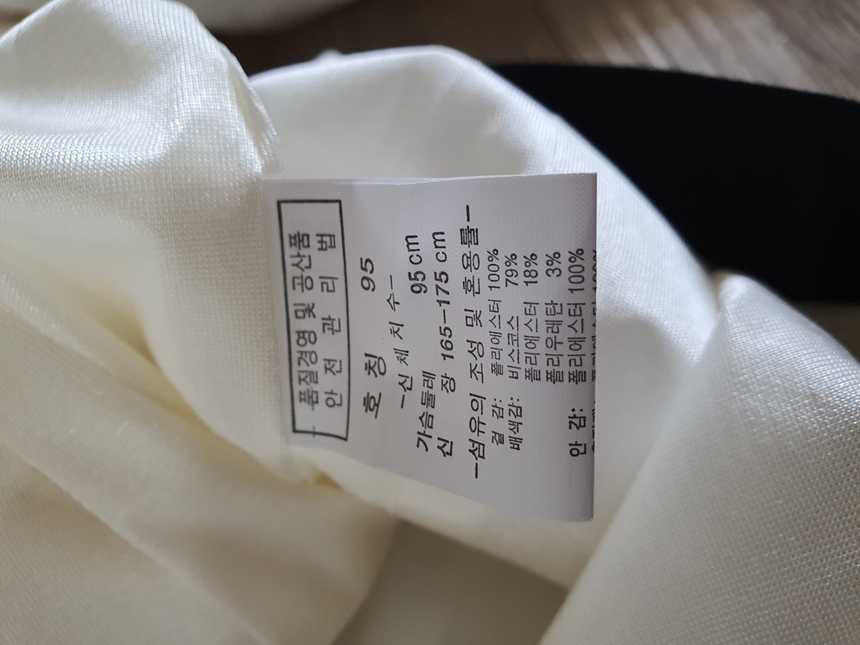 품질경영 및 공산품
안 전 관 리 법
호 칭 95
-신 체 치 수-
가슴둘레 95 cm
신 장 165-175 cm
-섬유의 조성 및 혼용률-
겉 감: 폴리에스터 100%
배색감: 비스코스 79%
폴리에스터 18%
폴리우레탄 3%
안 감: 폴리에스터 100%